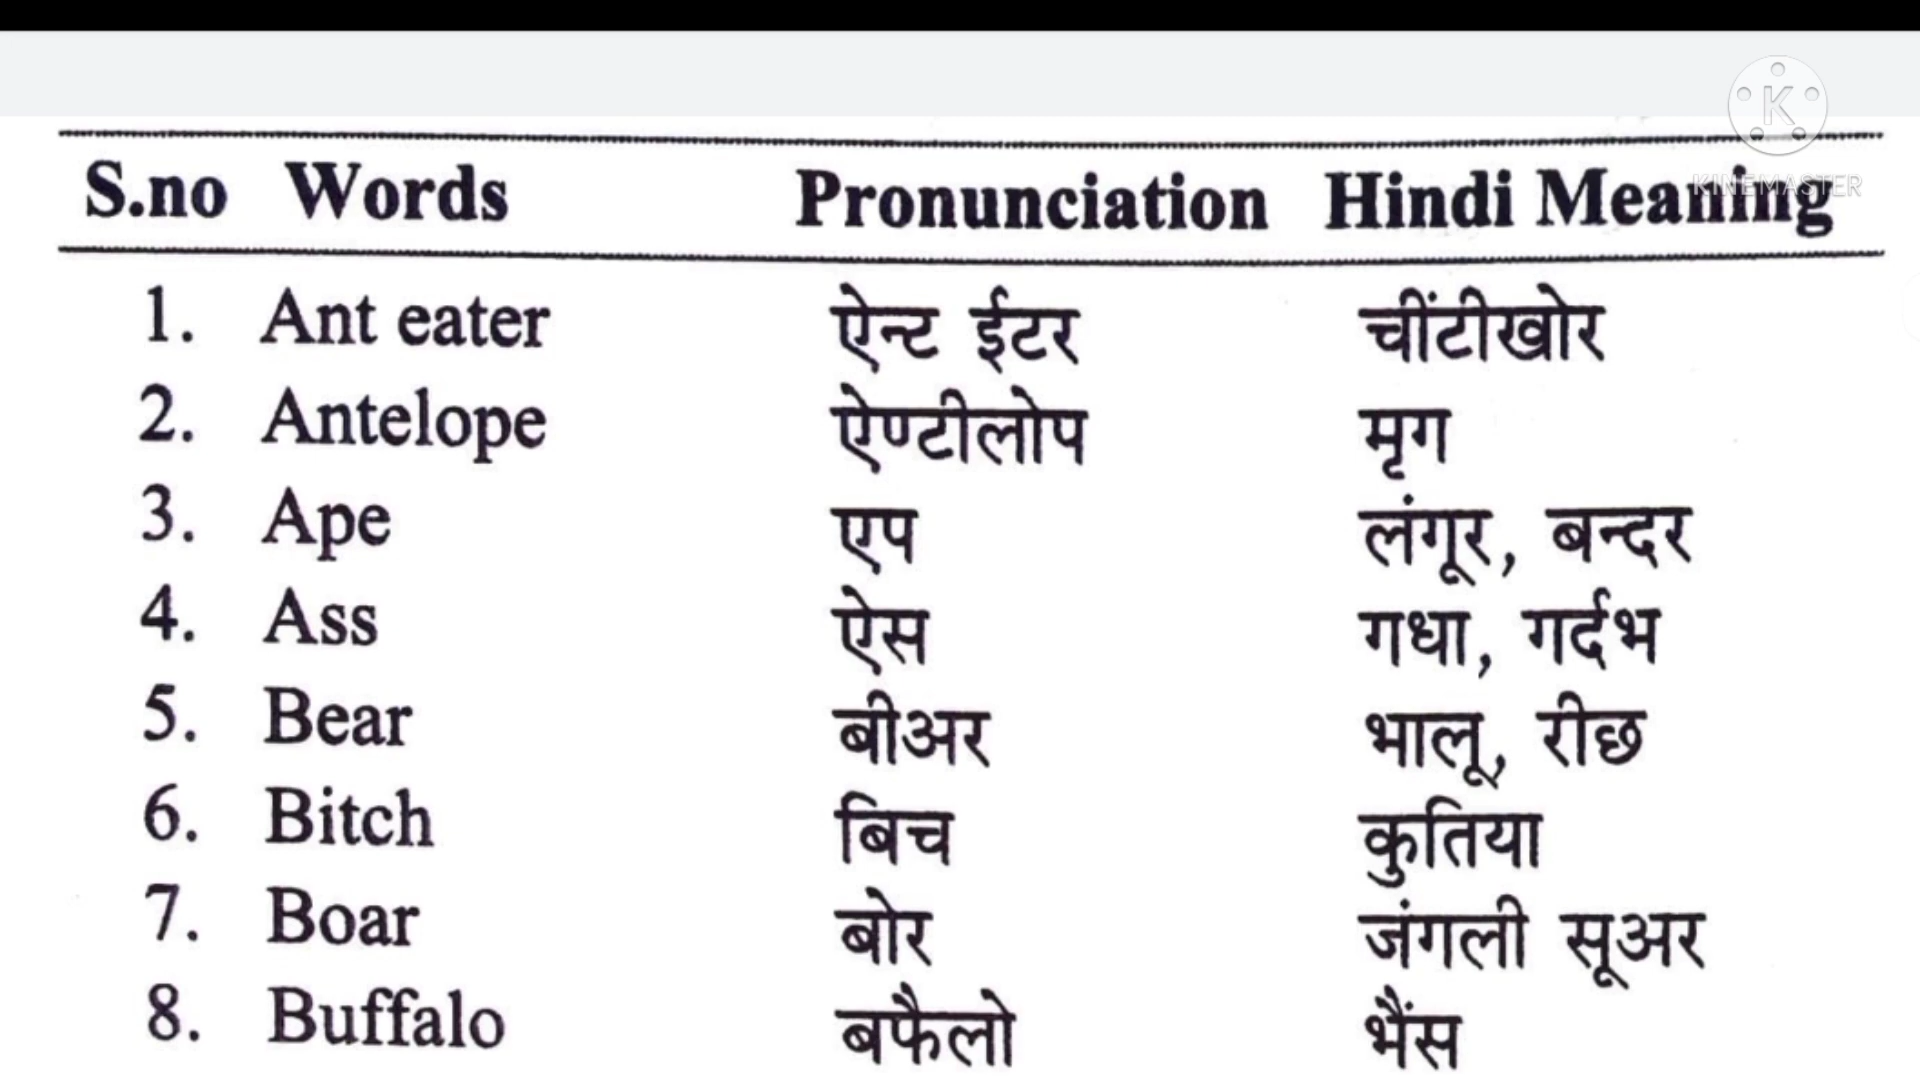 K
KINEMASTER
S.no Words Pronunciation Hindi Meaning
1. Ant eater ऐन्ट ईटर चींटीखोर
2. Antelope ऐण्टीलोप मृग
3. Ape एप लंगूर, बन्दर
4. Ass ऐस गधा, गर्दभ
5. Bear बीअर भालू, रीछ
6. Bitch बिच कुतिया
7. Boar बोर जंगली सूअर
8. Buffalo बफैलो भैंस